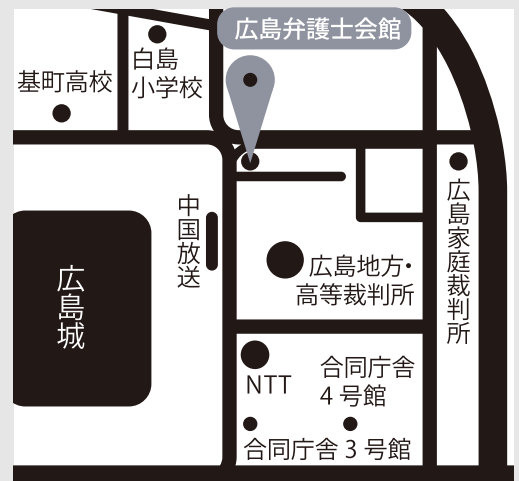 広島弁護士会館
白島
小学校
基町高校
広島家庭裁判所
中国放送
広島地方・
高等裁判所
広島城
NTT
合同庁舎
4 号館
合同庁舎 3 号館